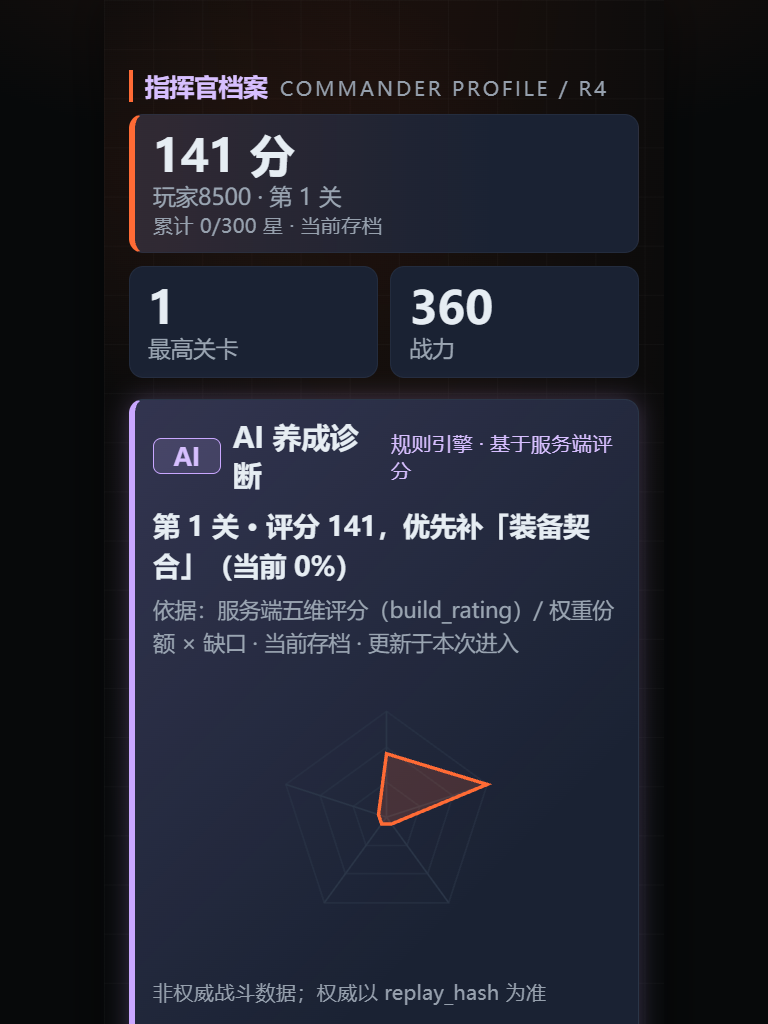 指挥官档案 COMMANDER PROFILE / R4
141 分
玩家8500 · 第 1 关
累计 0/300 星 · 当前存档
1
最高关卡
360
战力
AI
AI 养成诊
断
规则引擎 · 基于服务端评
分
第 1 关 • 评分 141，优先补「装备契
合」（当前 0%）
依据：服务端五维评分（build_rating）/ 权重份
额 × 缺口 · 当前存档 · 更新于本次进入
非权威战斗数据；权威以 replay_hash 为准